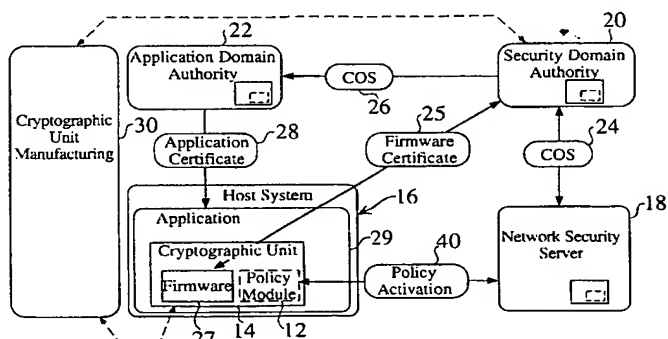 22
Application Domain
Authority
COS
26
20
Security Domain
Authority
Cryptographic
Unit
Manufacturing
30
Application
Certificate
28
25
Firmware
Certificate
24
COS
Host System
16
Application
29
Cryptographic Unit
Firmware
Policy
Module
27
14
12
40
Policy
Activation
18
Network Security
Server